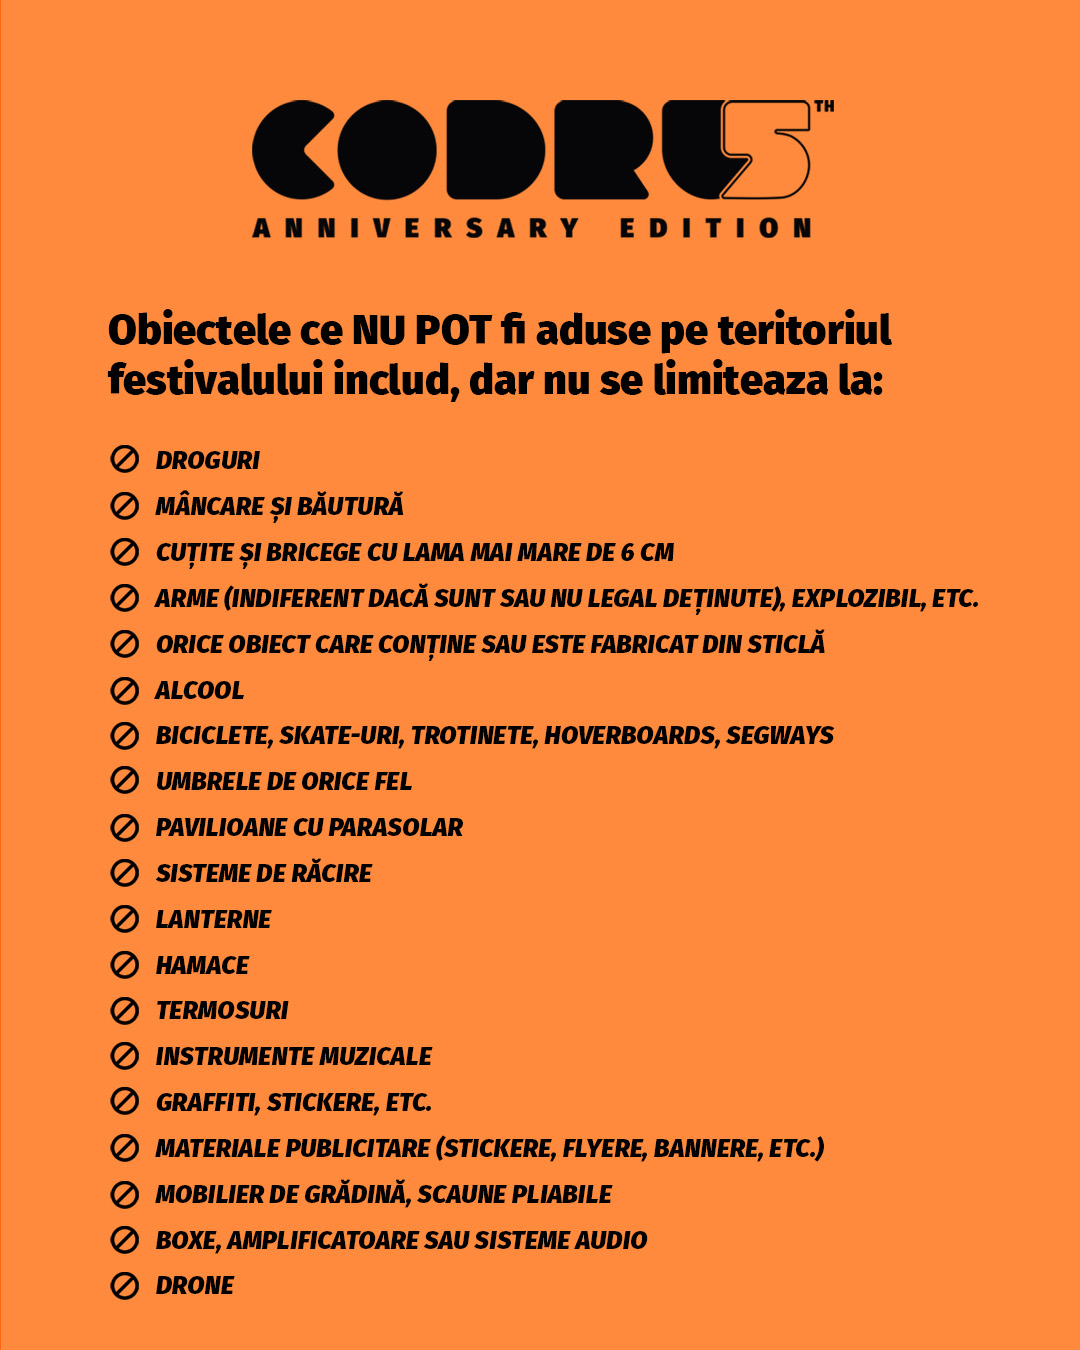 CODRU 5TH
ANNIVERSARY EDITION
Obiectele ce NU POT fi aduse pe teritoriul
festivalului includ, dar nu se limiteaza la:
DROGURI
MÂNCARE ȘI BĂUTURĂ
CUȚITE ȘI BRICEGE CU LAMA MAI MARE DE 6 CM
ARME (INDIFERENT DACĂ SUNT SAU NU LEGAL DEȚINUTE), EXPLOZIBIL, ETC.
ORICE OBIECT CARE CONȚINE SAU ESTE FABRICAT DIN STICLĂ
ALCOOL
BICICLETE, SKATE-URI, TROTINETE, HOVERBOARDS, SEGWAYS
UMBRELE DE ORICE FEL
PAVILIOANE CU PARASOLAR
SISTEME DE RĂCIRE
LANTERNE
HAMACE
TERMOSURI
INSTRUMENTE MUZICALE
GRAFFITI, STICKERE, ETC.
MATERIALE PUBLICITARE (STICKERE, FLYERE, BANNERE, ETC.)
MOBILIER DE GRĂDINĂ, SCAUNE PLIABILE
BOXE, AMPLIFICATOARE SAU SISTEME AUDIO
DRONE